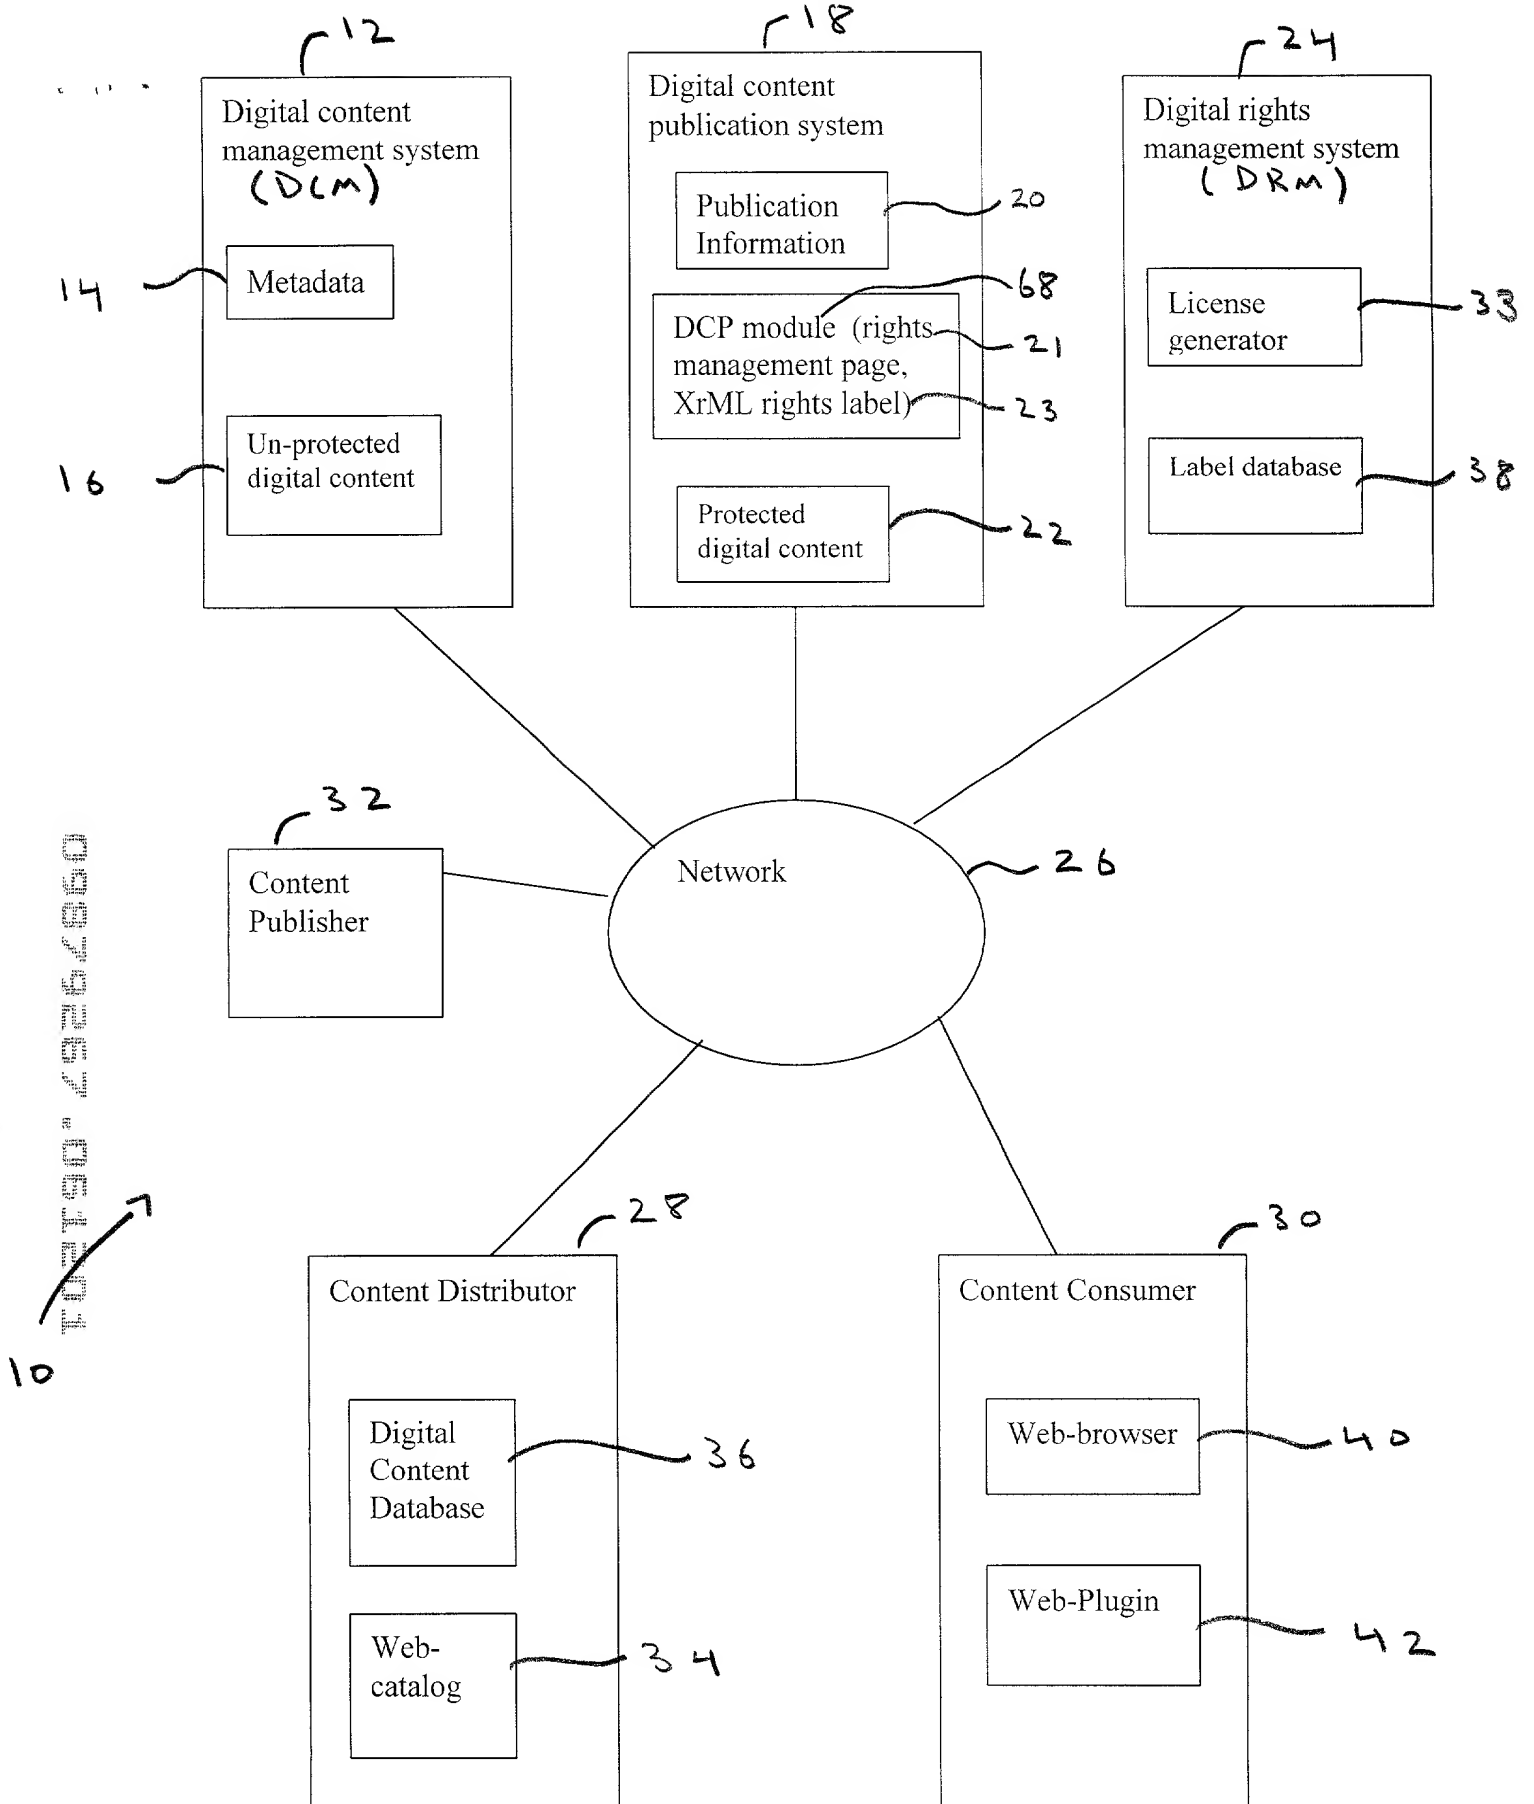 12
Digital content
management system
(DCM)
14
Metadata
16
Un-protected
digital content
18
Digital content
publication system
Publication
Information
20
68
DCP module (rights
management page,
XrML rights label)
21
23
Protected
digital content
22
24
Digital rights
management system
(DRM)
License
generator
33
Label database
38
32
Content
Publisher
Network
26
09879267.061201
10
28
Content Distributor
Digital
Content
Database
36
Web-
catalog
34
30
Content Consumer
Web-browser
40
Web-Plugin
42